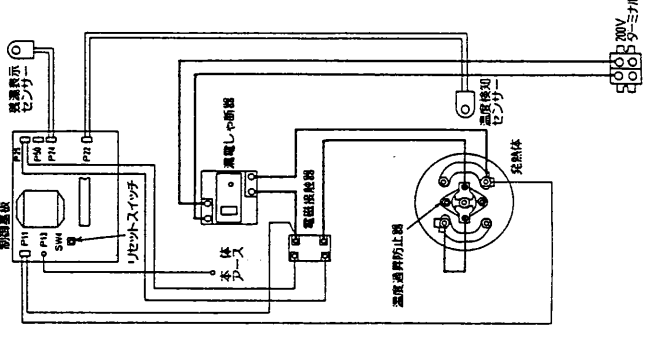 残湯表示
センサー
制御基板
P25
P50
P24
P22
P11
P13
SW4
リセットスイッチ
本体
アース
漏電しゃ断器
電磁接触器
温度過昇防止器
温度検知
センサー
発熱体
200V
ターミナル